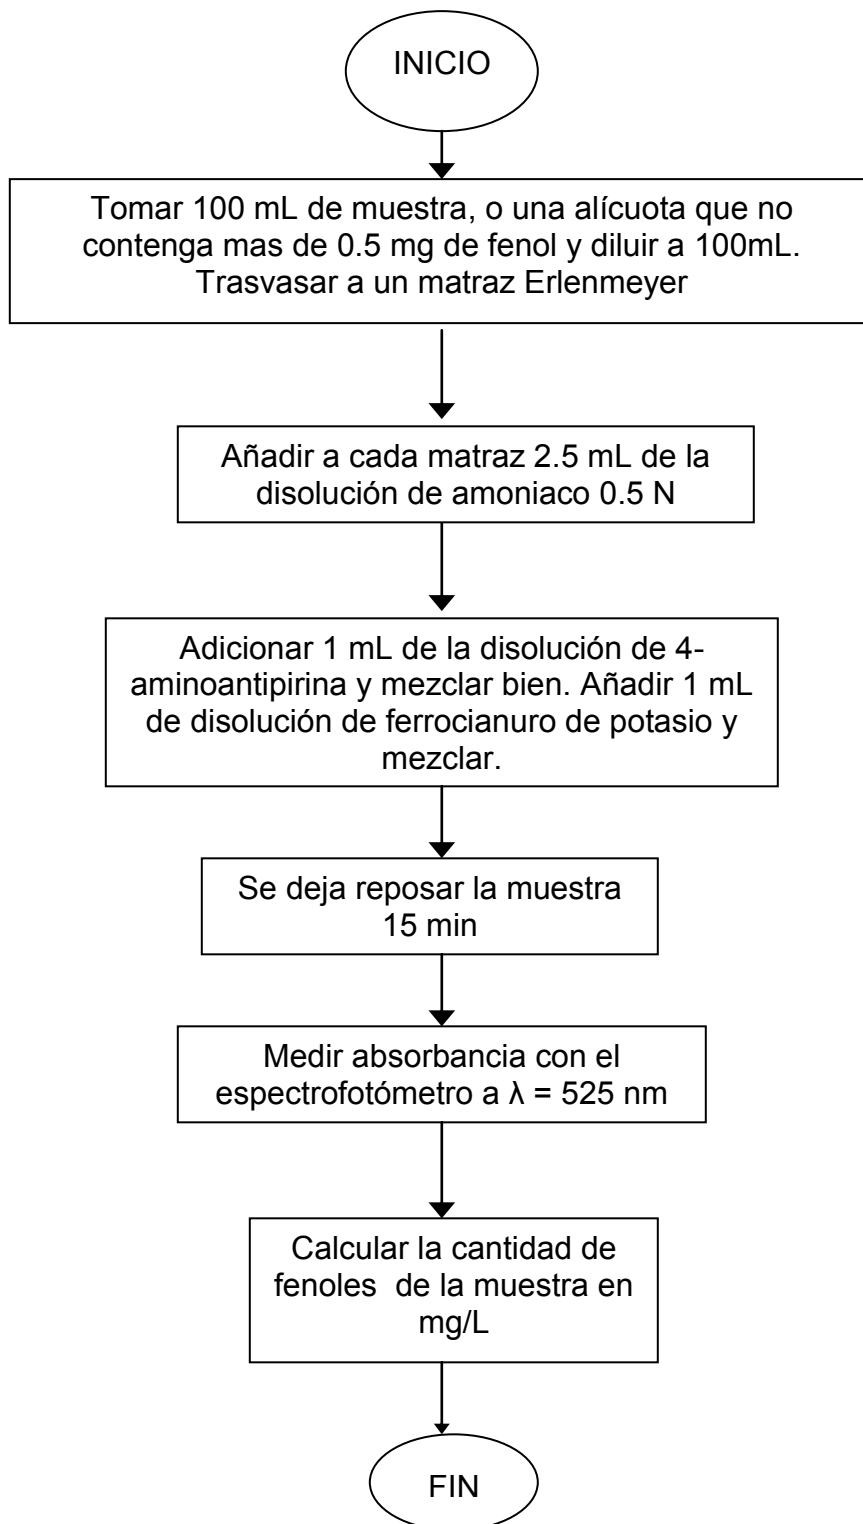 INICIO
Tomar 100 mL de muestra, o una alícuota que no
contenga mas de 0.5 mg de fenol y diluir a 100mL.
Trasvasar a un matraz Erlenmeyer
Añadir a cada matraz 2.5 mL de la
disolución de amoniaco 0.5 N
Adicionar 1 mL de la disolución de 4-
aminoantipirina y mezclar bien. Añadir 1 mL
de disolución de ferrocianuro de potasio y
mezclar.
Se deja reposar la muestra
15 min
Medir absorbancia con el
espectrofotómetro a λ = 525 nm
Calcular la cantidad de
fenoles  de la muestra en
mg/L
FIN